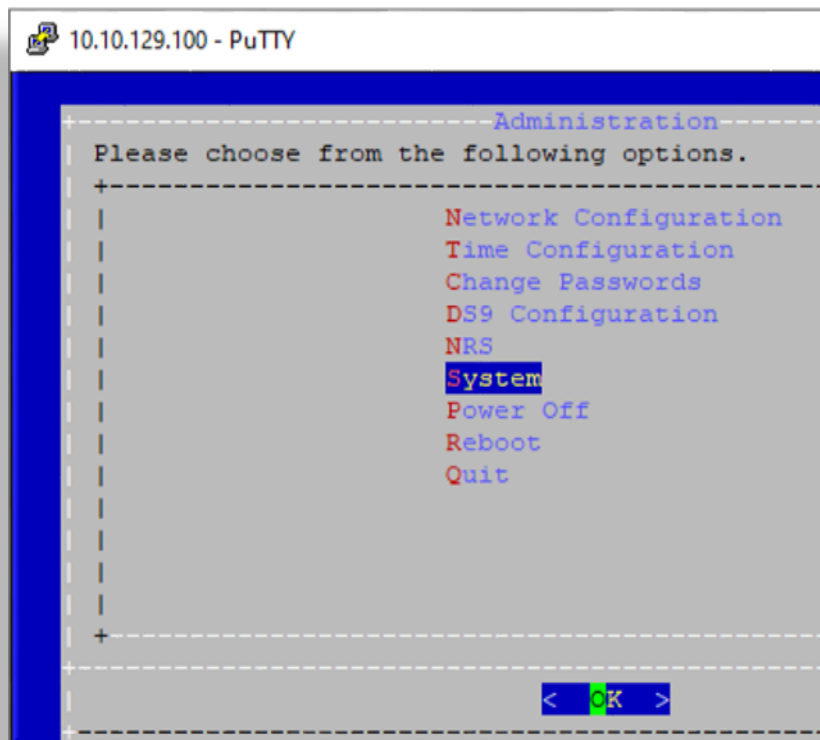 10.10.129.100 - PuTTY
Administration
Please choose from the following options.
Network Configuration
Time Configuration
Change Passwords
DS9 Configuration
NRS
System
Power Off
Reboot
Quit
< OK >